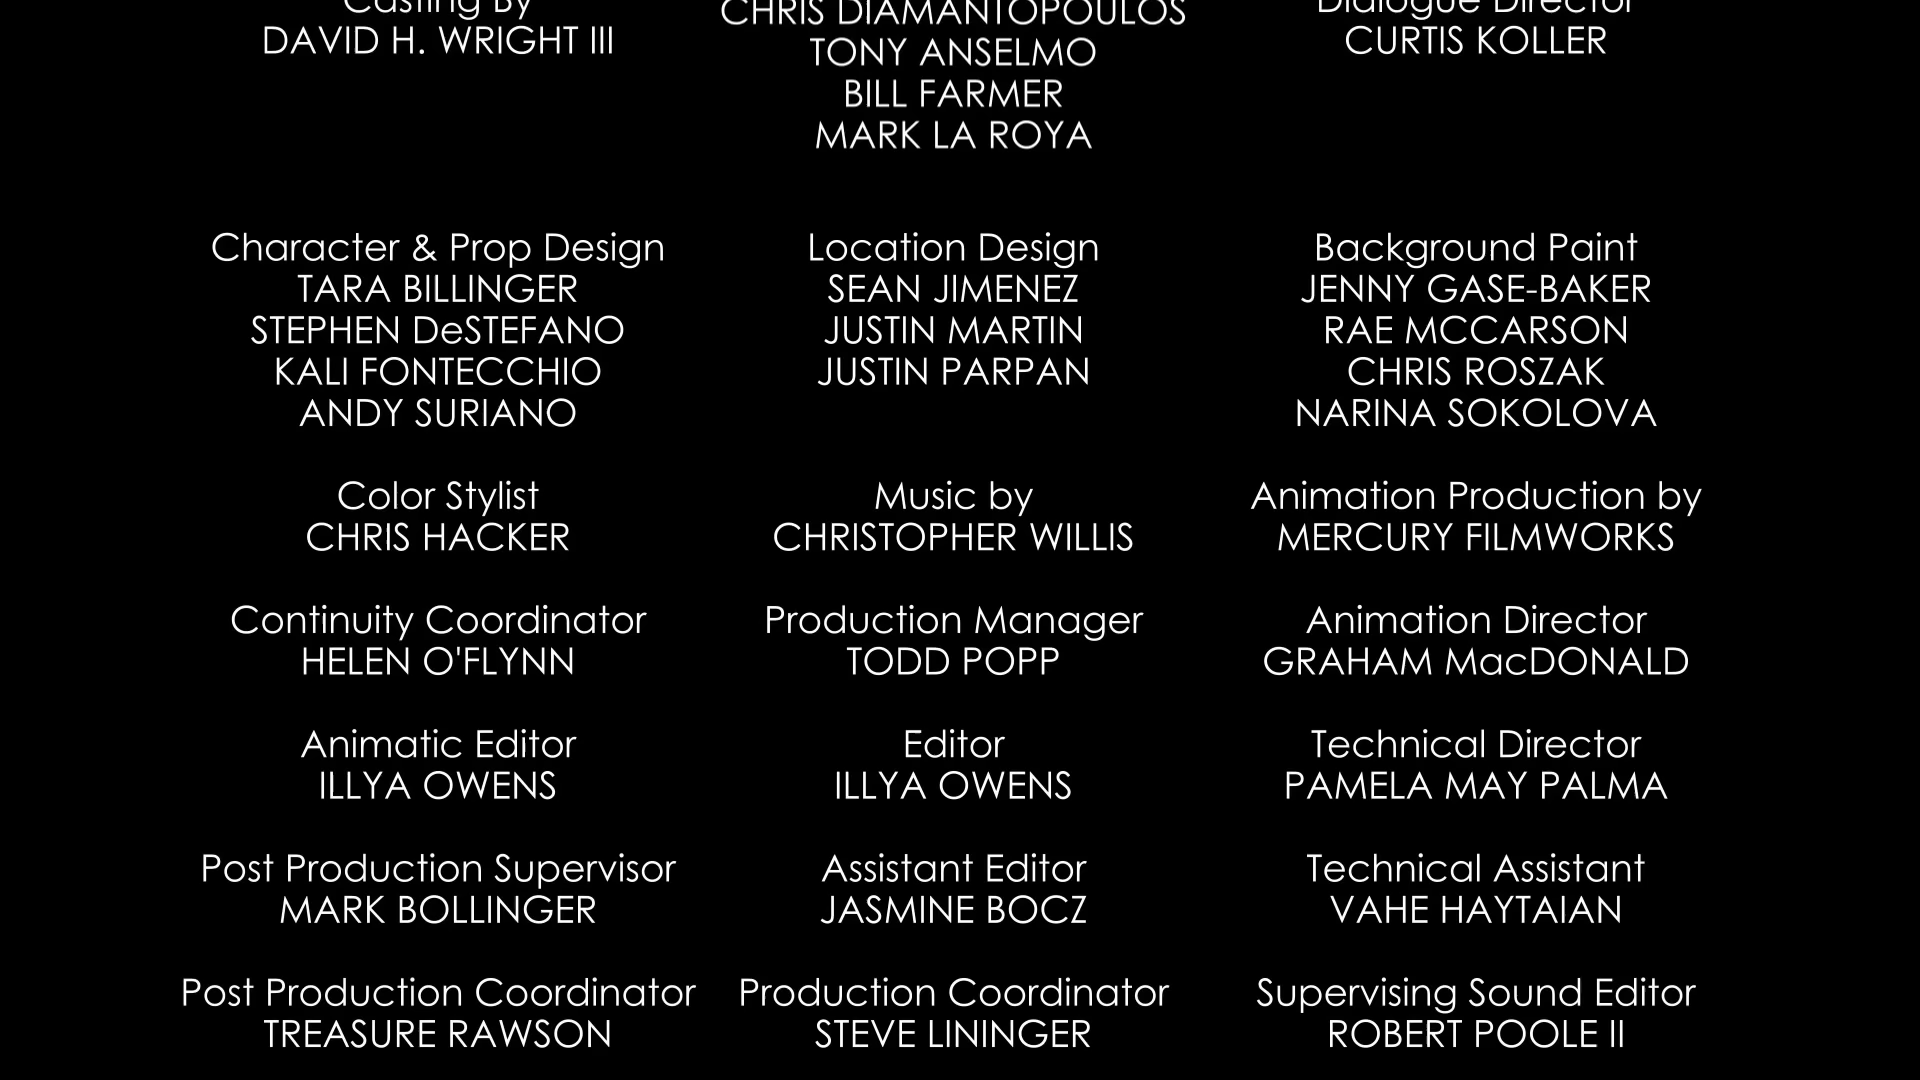 Casting By
DAVID H. WRIGHT III
CHRIS DIAMANTOPOULOS
TONY ANSELMO
BILL FARMER
MARK LA ROYA
Dialogue Director
CURTIS KOLLER
Character & Prop Design
TARA BILLINGER
STEPHEN DeSTEFANO
KALI FONTECCHIO
ANDY SURIANO
Location Design
SEAN JIMENEZ
JUSTIN MARTIN
JUSTIN PARPAN
Background Paint
JENNY GASE-BAKER
RAE MCCARSON
CHRIS ROSZAK
NARINA SOKOLOVA
Color Stylist
CHRIS HACKER
Music by
CHRISTOPHER WILLIS
Animation Production by
MERCURY FILMWORKS
Continuity Coordinator
HELEN O'FLYNN
Production Manager
TODD POPP
Animation Director
GRAHAM MacDONALD
Animatic Editor
ILLYA OWENS
Editor
ILLYA OWENS
Technical Director
PAMELA MAY PALMA
Post Production Supervisor
MARK BOLLINGER
Assistant Editor
JASMINE BOCZ
Technical Assistant
VAHE HAYTAIAN
Post Production Coordinator
TREASURE RAWSON
Production Coordinator
STEVE LININGER
Supervising Sound Editor
ROBERT POOLE II